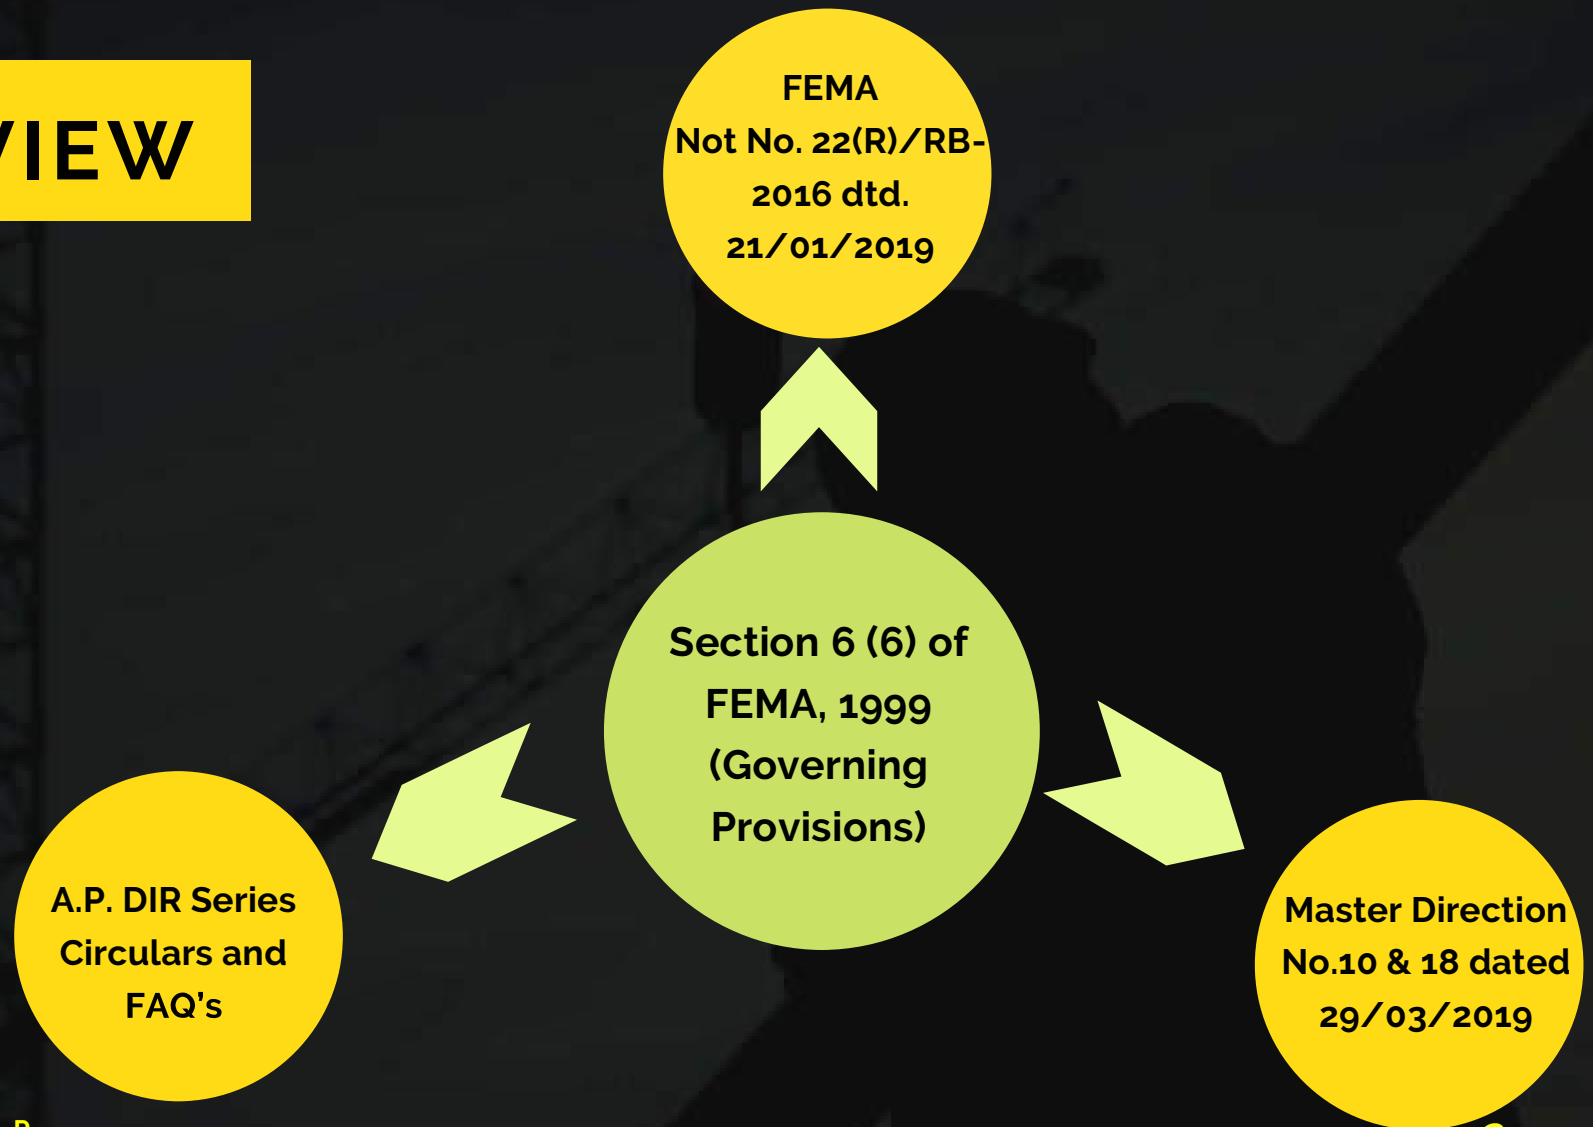 VIEW
FEMA
Not No. 22(R)/RB-
2016 dtd.
21/01/2019
Section 6 (6) of
FEMA, 1999
(Governing
Provisions)
A.P. DIR Series
Circulars and
FAQ’s
Master Direction
No.10 & 18 dated
29/03/2019